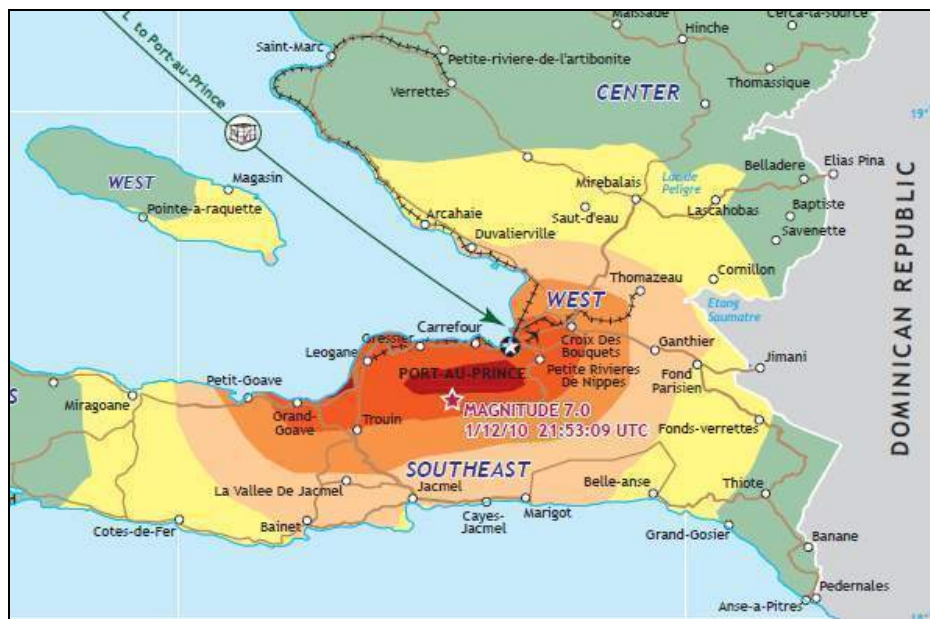 Saint-Marc
Maissade
Cerca-la-source
Hinche
Petite-riviere-de-l'artibonite
Thomassique
Verrettes
CENTER
L to Port-au-Prince
19°
Belladere
Elias Pina
WEST
Magasin
Lac de
Peligre
Mirebalais
Lascahobas
Baptiste
Pointe-a-raquette
Saut-d'eau
Arcahaie
Savenette
Duvalierville
DOMINICAN REPUBLIC
Thomazeau
Cornillon
WEST
Etang
Saumatre
Gressier
Carrefour
Croix Des
Bouquets
Ganthier
Leogane
Jimani
PORT-AU-PRINCE
Petite Rivieres
De Nippes
Fond
Parisien
Petit-Goave
S
Miragoane
Grand-
Goave
Trouin
MAGNITUDE 7.0
1/12/10 21:53:09 UTC
Fonds-verrettes
SOUTHEAST
La Vallee De Jacmel
Jacmel
Belle-anse
Thiote
Cotes-de-Fer
Bainet
Cayes-
Jacmel
Marigot
Grand-Gosier
Banane
Pedernales
Anse-a-Pitres